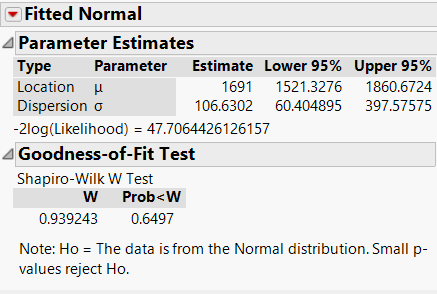 Fitted Normal
Parameter Estimates
Type Parameter Estimate Lower 95% Upper 95%
Location μ 1691 1521.3276 1860.6724
Dispersion σ 106.6302 60.404895 397.57575
-2log(Likelihood) = 47.7064426126157
Goodness-of-Fit Test
Shapiro-Wilk W Test
W Prob<W
0.939243 0.6497
Note: Ho = The data is from the Normal distribution. Small p-
values reject Ho.